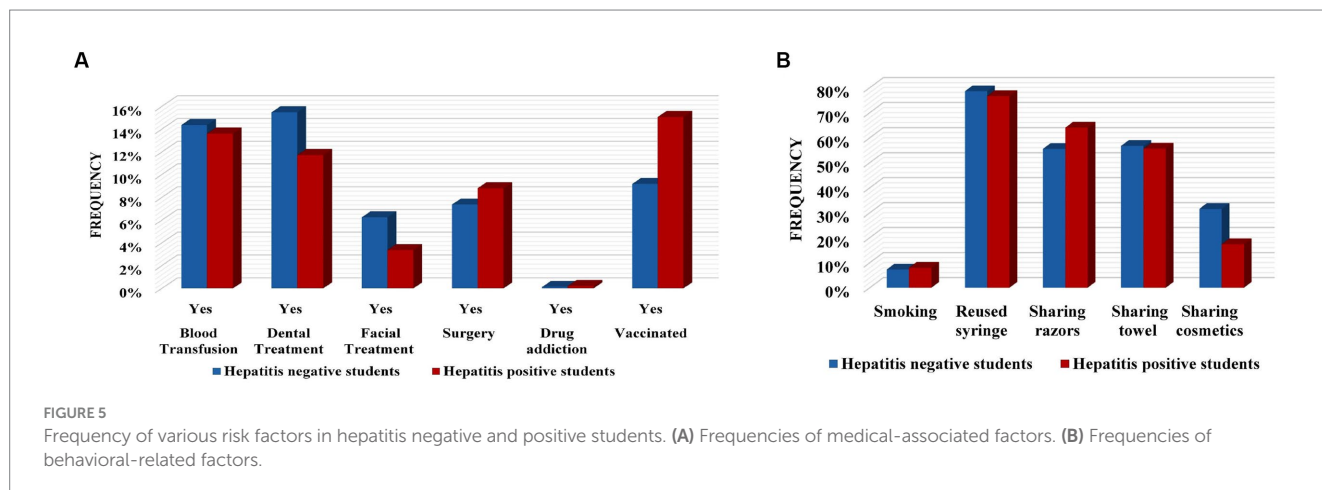 A
FREQUENCY
16%
14%
12%
10%
8%
6%
4%
2%
0%
Yes Yes Yes Yes Yes Yes
Blood Dental Facial Surgery Drug Vaccinated
Transfusion Treatment Treatment addiction
Hepatitis negative students Hepatitis positive students
B
FREQUENCY
80%
70%
60%
50%
40%
30%
20%
10%
0%
Smoking Reused Sharing Sharing Sharing
syringe razors towel cosmetics
Hepatitis negative students Hepatitis positive students
FIGURE 5
Frequency of various risk factors in hepatitis negative and positive students. (A) Frequencies of medical-associated factors. (B) Frequencies of
behavioral-related factors.